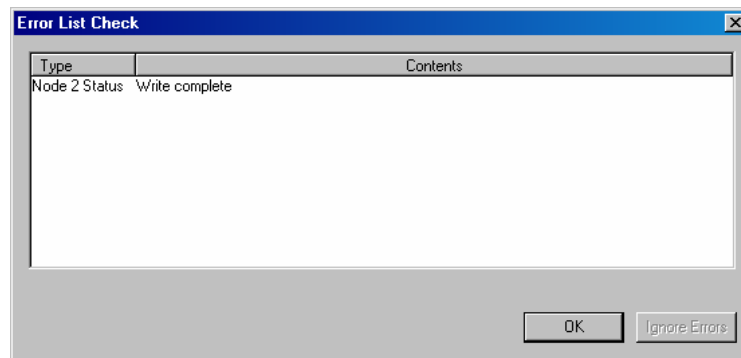 Error List Check
Type Contents
Node 2 Status Write complete
OK Ignore Errors